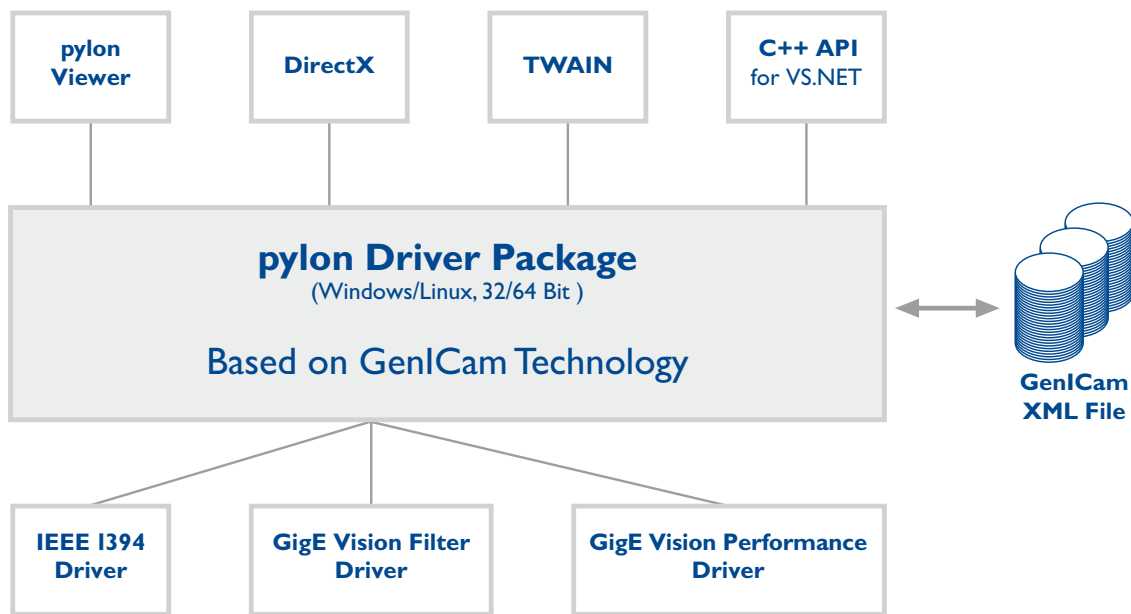 pylon
Viewer
DirectX
TWAIN
C++ API
for VS.NET
pylon Driver Package
(Windows/Linux, 32/64 Bit )
Based on GenICam Technology
GenICam
XML File
IEEE 1394
Driver
GigE Vision Filter
Driver
GigE Vision Performance
Driver